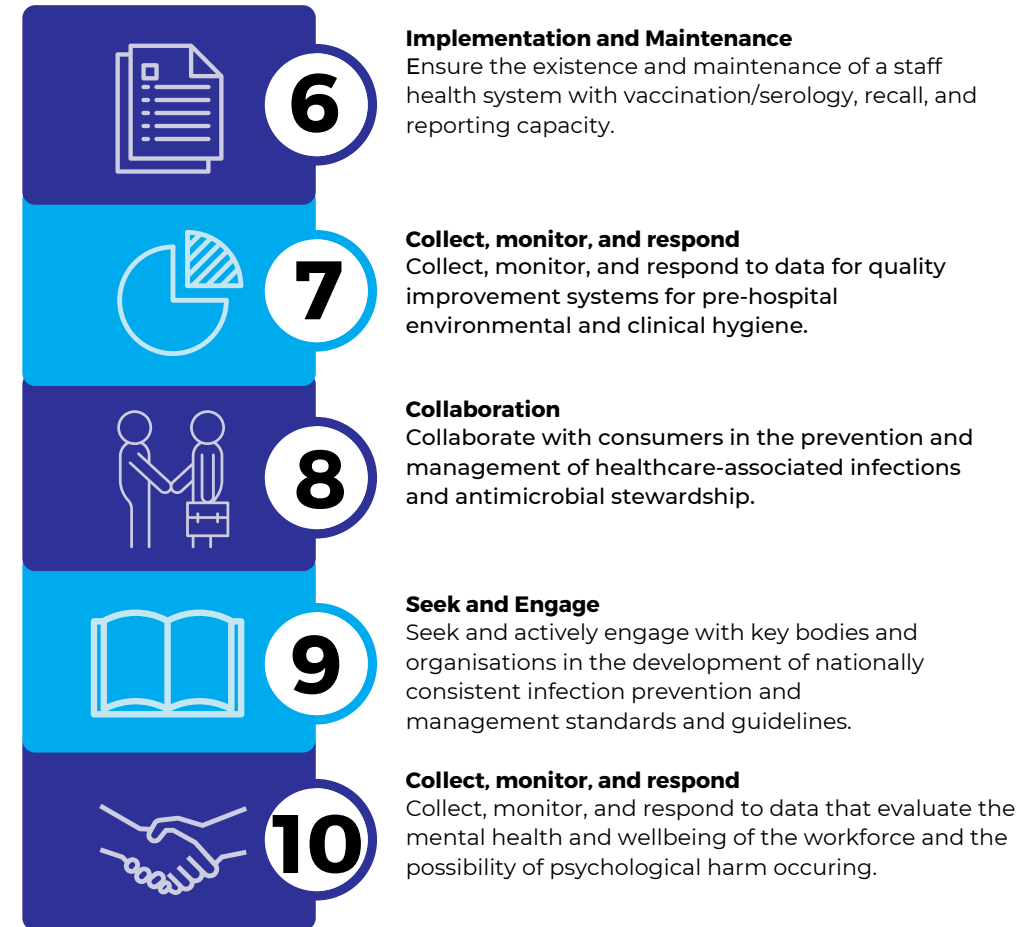 6
Implementation and Maintenance
Ensure the existence and maintenance of a staff
health system with vaccination/serology, recall, and
reporting capacity.
7
Collect, monitor, and respond
Collect, monitor, and respond to data for quality
improvement systems for pre-hospital
environmental and clinical hygiene.
8
Collaboration
Collaborate with consumers in the prevention and
management of healthcare-associated infections
and antimicrobial stewardship.
9
Seek and Engage
Seek and actively engage with key bodies and
organisations in the development of nationally
consistent infection prevention and
management standards and guidelines.
10
Collect, monitor, and respond
Collect, monitor, and respond to data that evaluate the
mental health and wellbeing of the workforce and the
possibility of psychological harm occuring.